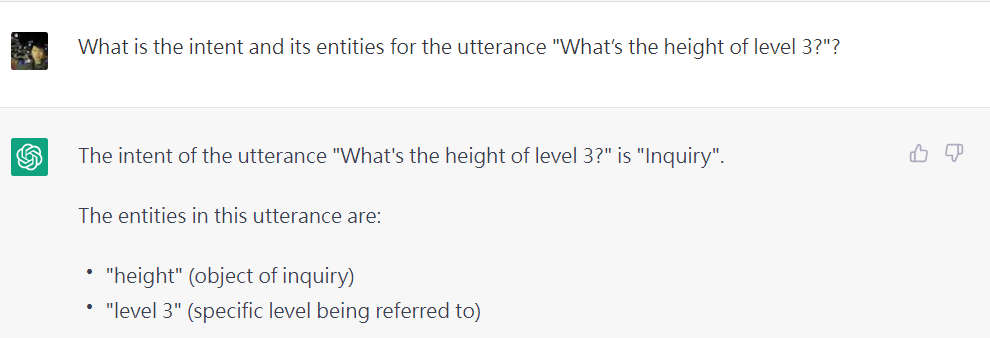 What is the intent and its entities for the utterance "What’s the height of level 3?"?
The intent of the utterance "What's the height of level 3?" is "Inquiry".
The entities in this utterance are:
• "height" (object of inquiry)
• "level 3" (specific level being referred to)